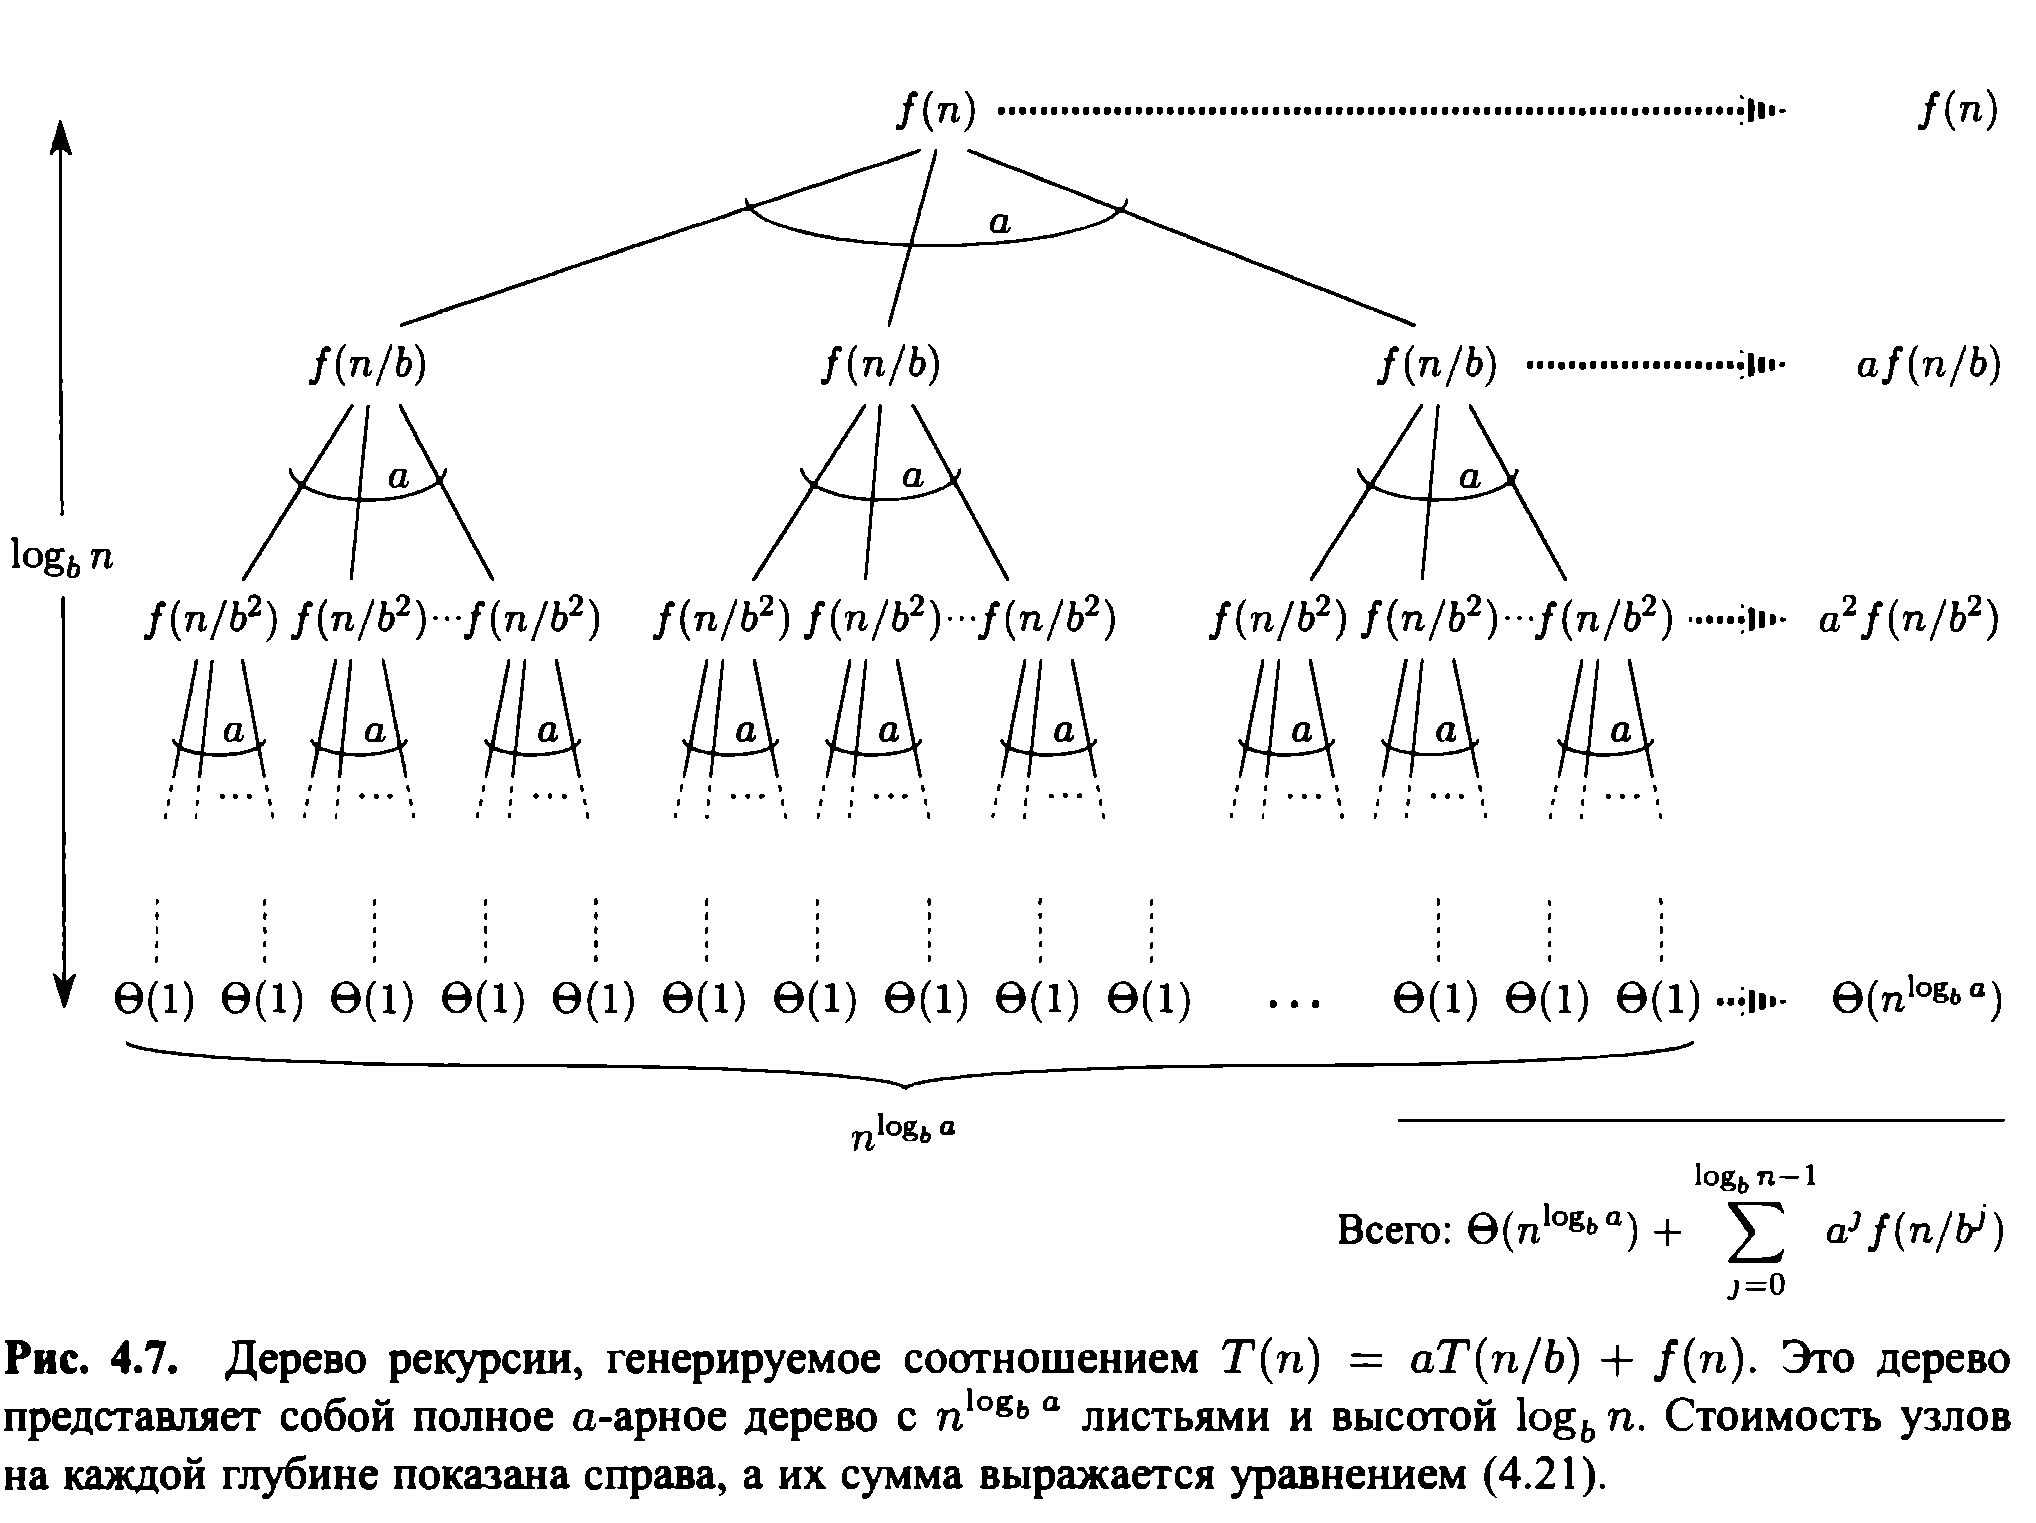 f(n) f(n)
a
f(n/b) f(n/b) f(n/b) af(n/b)
a a a
log_b n
f(n/b²) f(n/b²)···f(n/b²) f(n/b²) f(n/b²)···f(n/b²) f(n/b²) f(n/b²)···f(n/b²) a²f(n/b²)
a a a a a a a a a
··· ··· ··· ··· ··· ··· ··· ··· ···
Θ(1) Θ(1) Θ(1) Θ(1) Θ(1) Θ(1) Θ(1) Θ(1) Θ(1) Θ(1) ... Θ(1) Θ(1) Θ(1) Θ(n^{log_b a})
n^{log_b a}
Всего: Θ(n^{log_b a}) + ∑_{j=0}^{log_b n−1} a^j f(n/b^j)
Рис. 4.7. Дерево рекурсии, генерируемое соотношением T(n) = aT(n/b) + f(n). Это дерево
представляет собой полное a-арное дерево с n^{log_b a} листьями и высотой log_b n. Стоимость узлов
на каждой глубине показана справа, а их сумма выражается уравнением (4.21).